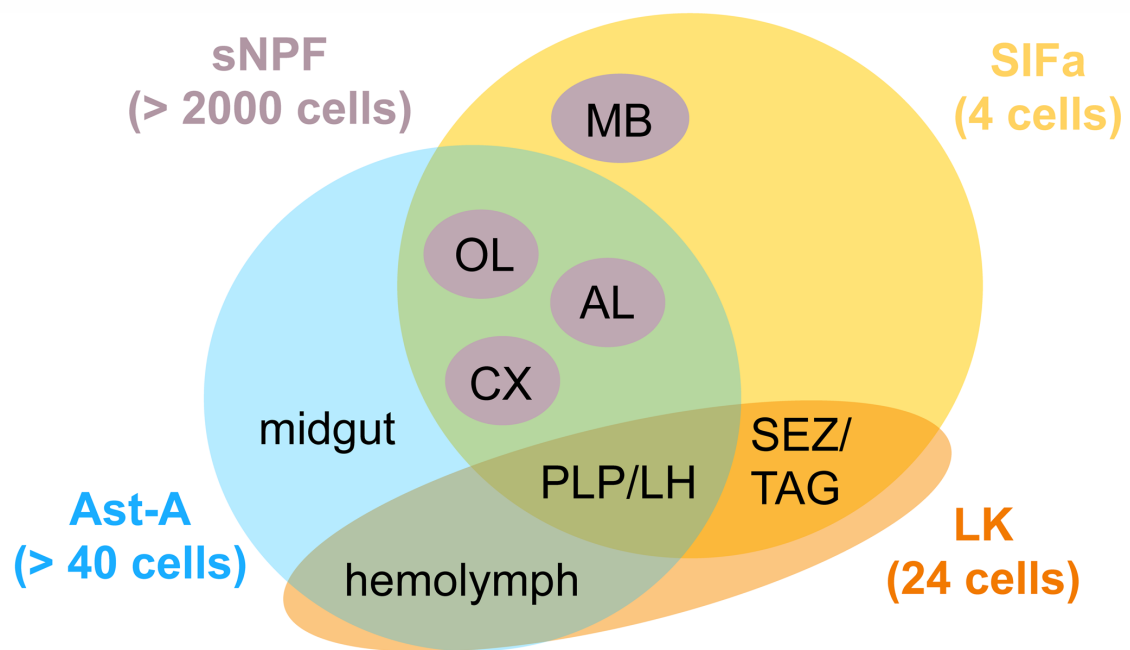 sNPF
(> 2000 cells)
SIFa
(4 cells)
MB
OL
AL
CX
midgut
SEZ/
TAG
PLP/LH
Ast-A
(> 40 cells)
LK
(24 cells)
hemolymph